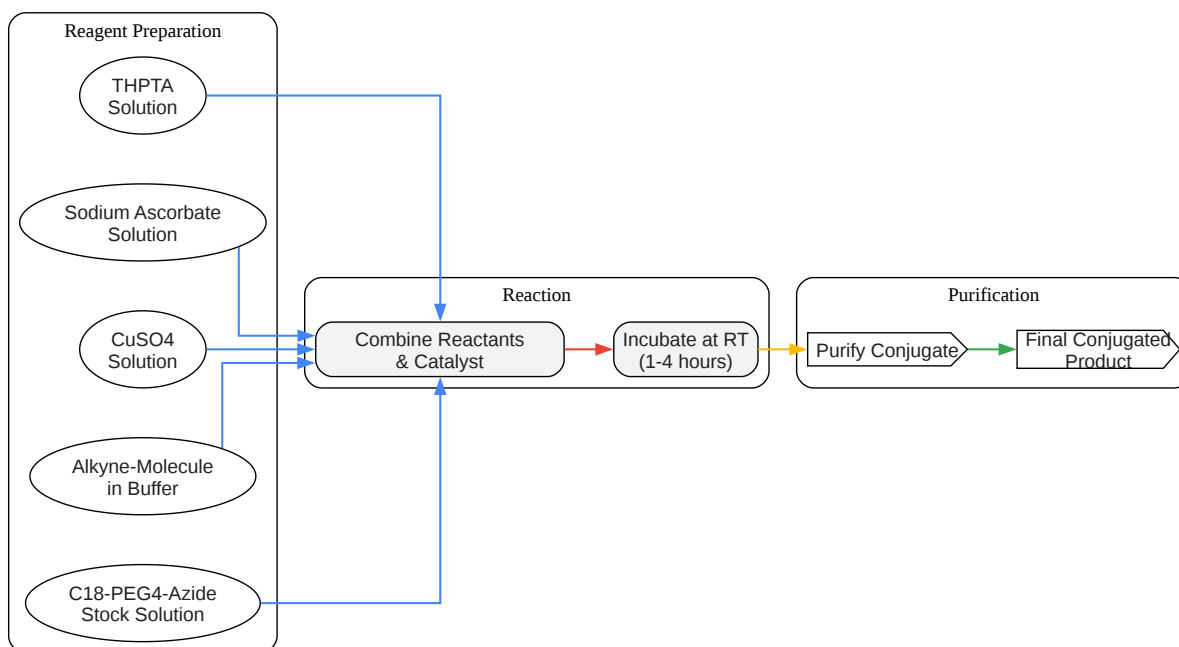 Reagent Preparation
THPTA
Solution
Sodium Ascorbate
Solution
CuSO4
Solution
Alkyne-Molecule
in Buffer
C18-PEG4-Azide
Stock Solution
Reaction
Combine Reactants
& Catalyst
Incubate at RT
(1-4 hours)
Purification
Purify Conjugate
Final Conjugated
Product